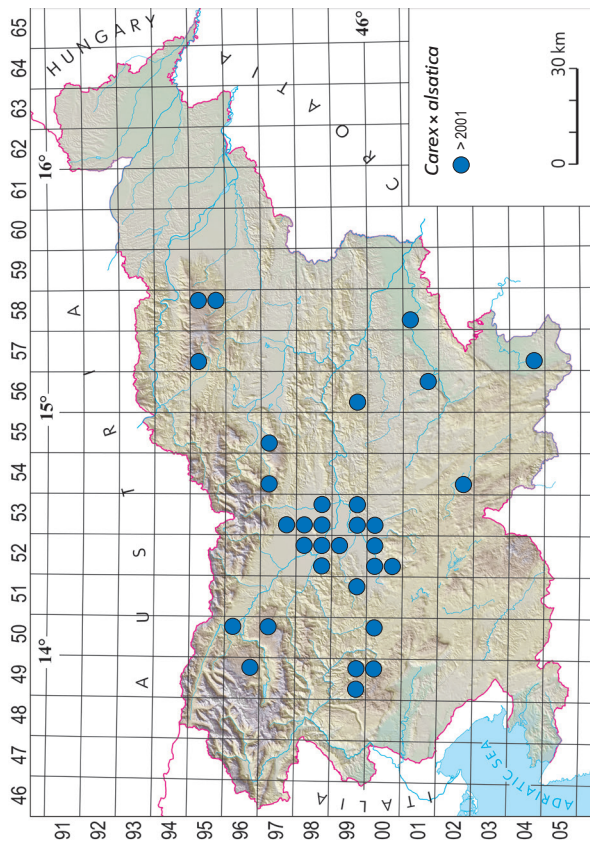 46 47 48 49 50 51 52 53 54 55 56 57 58 59 60 61 62 63 64 65
91
92
93
94
95
96
97
98
99
00
01
02
03
04
05
14° 15° 16°
46°
AUSTRIA
HUNGARY
CROATIA
ITALIA
ADRIATIC SEA
Carex × alsatica
> 2001
0 30 km